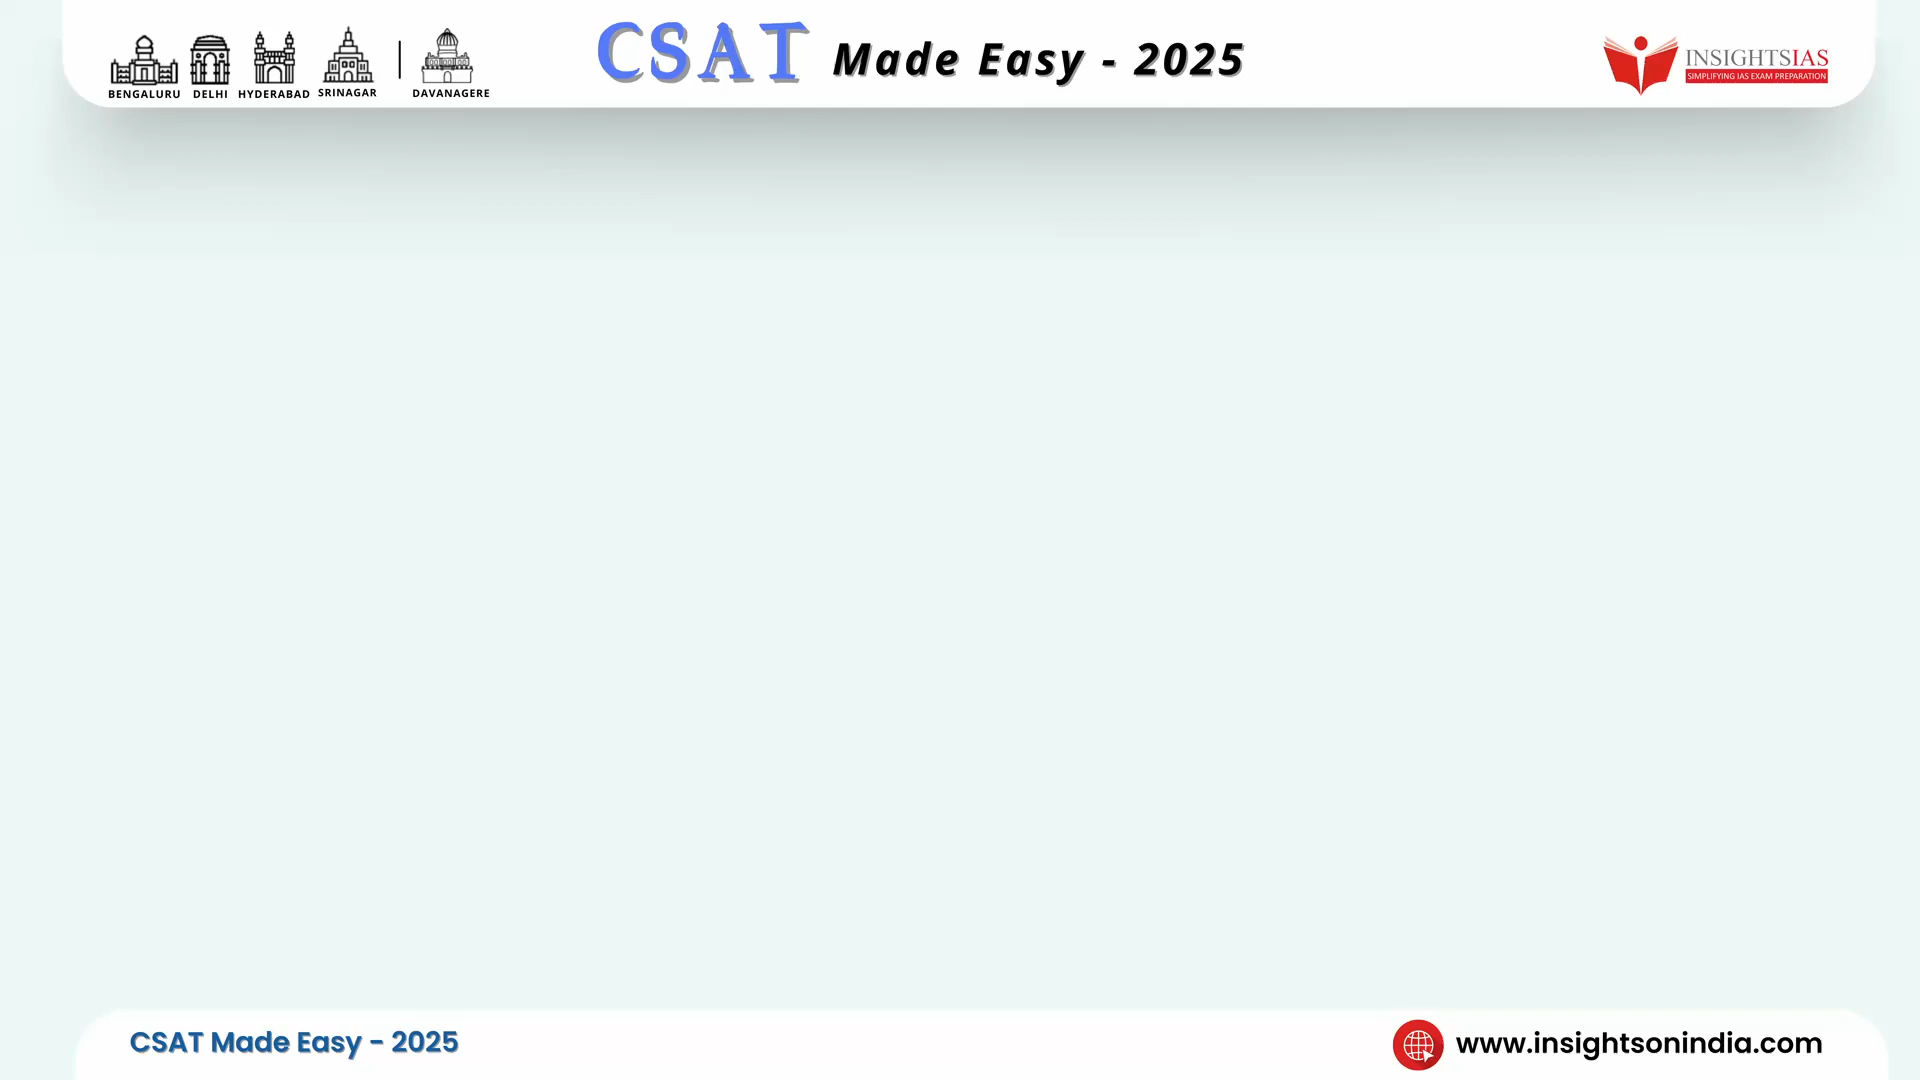 BENGALURU DELHI HYDERABAD SRINAGAR DAVANAGERE
CSAT Made Easy - 2025
INSIGHTSIAS
SIMPLIFYING IAS EXAM PREPARATION
CSAT Made Easy - 2025
www.insightsonindia.com